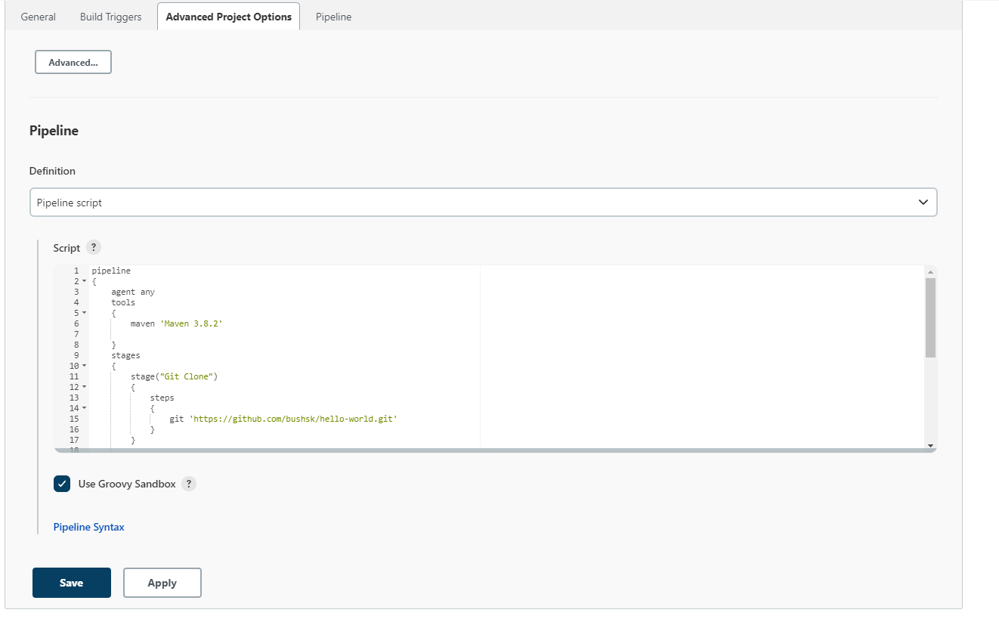 General Build Triggers Advanced Project Options Pipeline
Advanced...
Pipeline
Definition
Pipeline script
Script ?
1 pipeline
2 {
3 agent any
4 tools
5 {
6 maven 'Maven 3.8.2'
7
8 }
9 stages
10 {
11 stage("Git Clone")
12 {
13 steps
14 {
15 git 'https://github.com/bushsk/hello-world.git'
16 }
17 }
18
Use Groovy Sandbox ?
Pipeline Syntax
Save Apply